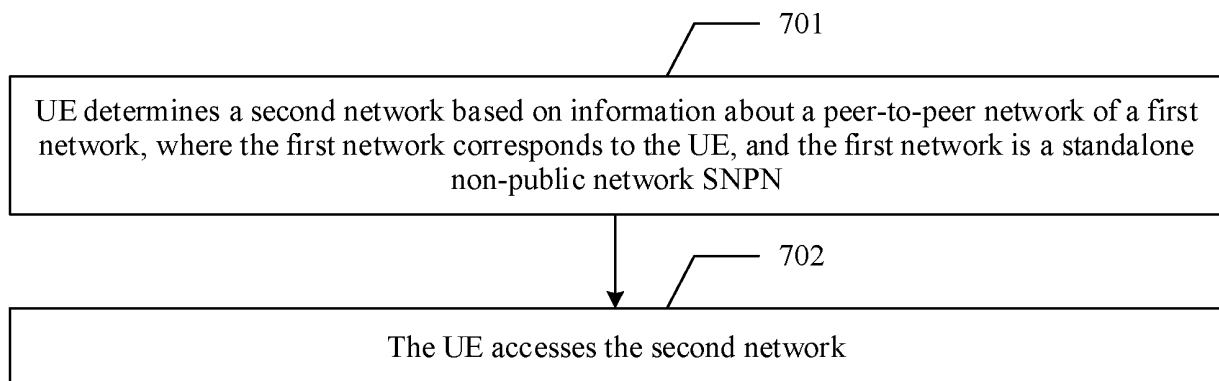 701
UE determines a second network based on information about a peer-to-peer network of a first
network, where the first network corresponds to the UE, and the first network is a standalone
non-public network SNPN
702
The UE accesses the second network